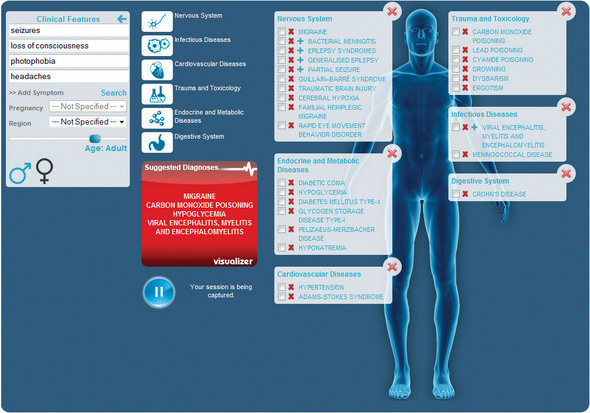 Clinical Features
seizures
loss of consciousness
photophobia
headaches
>> Add Symptom Search
Pregnancy --- Not Specified ---
Region --- Not Specified ---
Age: Adult
Nervous System
Infectious Diseases
Cardiovascular Diseases
Trauma and Toxicology
Endocrine and Metabolic
Diseases
Digestive System
Suggested Diagnoses
MIGRAINE
CARBON MONOXIDE POISONING
HYPOGLYCEMIA
VIRAL ENCEPHALITIS, MYELITIS
AND ENCEPHALOMYELITIS
visualizer
Your session is being
captured.
Nervous System
MIGRAINE
BACTERIAL MENINGITIS
EPILEPSY SYNDROMES
GENERALISED EPILEPSY
PARTIAL SEIZURE
GUILLAIN-BARRÉ SYNDROME
TRAUMATIC BRAIN INJURY
CEREBRAL HYPOXIA
FAMILIAL HEMIPLEGIC
MIGRAINE
RAPID EYE MOVEMENT
BEHAVIOR DISORDER
Endocrine and Metabolic
Diseases
DIABETIC COMA
HYPOGLYCEMIA
DIABETES MELLITUS TYPE-1
GLYCOGEN STORAGE
DISEASE TYPE-I
PELIZAEUS-MERZBACHER
DISEASE
HYPONATREMIA
Cardiovascular Diseases
HYPERTENSION
ADAMS-STOKES SYNDROME
Trauma and Toxicology
CARBON MONOXIDE
POISONING
LEAD POISONING
CYANIDE POISONING
DROWNING
DYSBARISM
ERGOTISM
Infectious Diseases
VIRAL ENCEPHALITIS,
MYELITIS AND
ENCEPHALOMYELITIS
MENINGOCOCCAL DISEASE
Digestive System
CROHN'S DISEASE